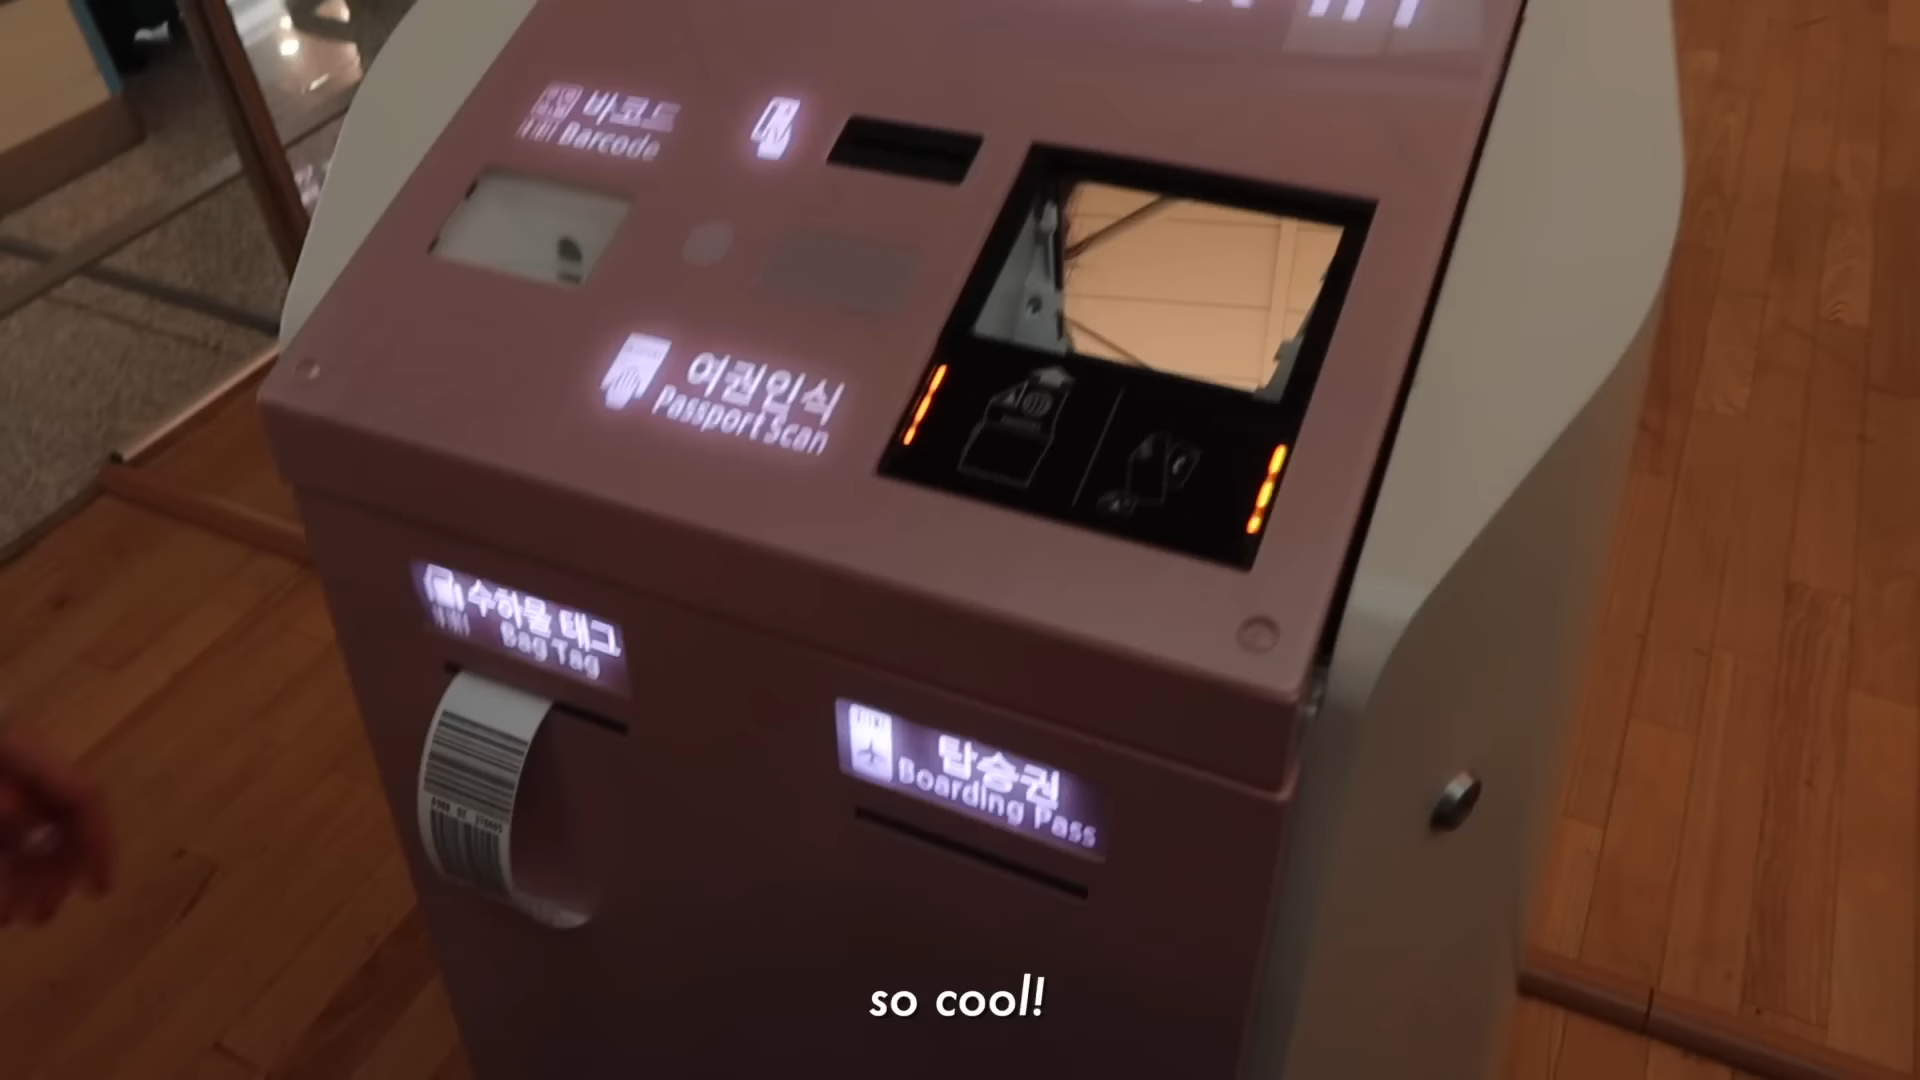 바코드
Barcode
여권인식
Passport Scan
수하물 태그
Bag Tag
탑승권
Boarding Pass
so cool!